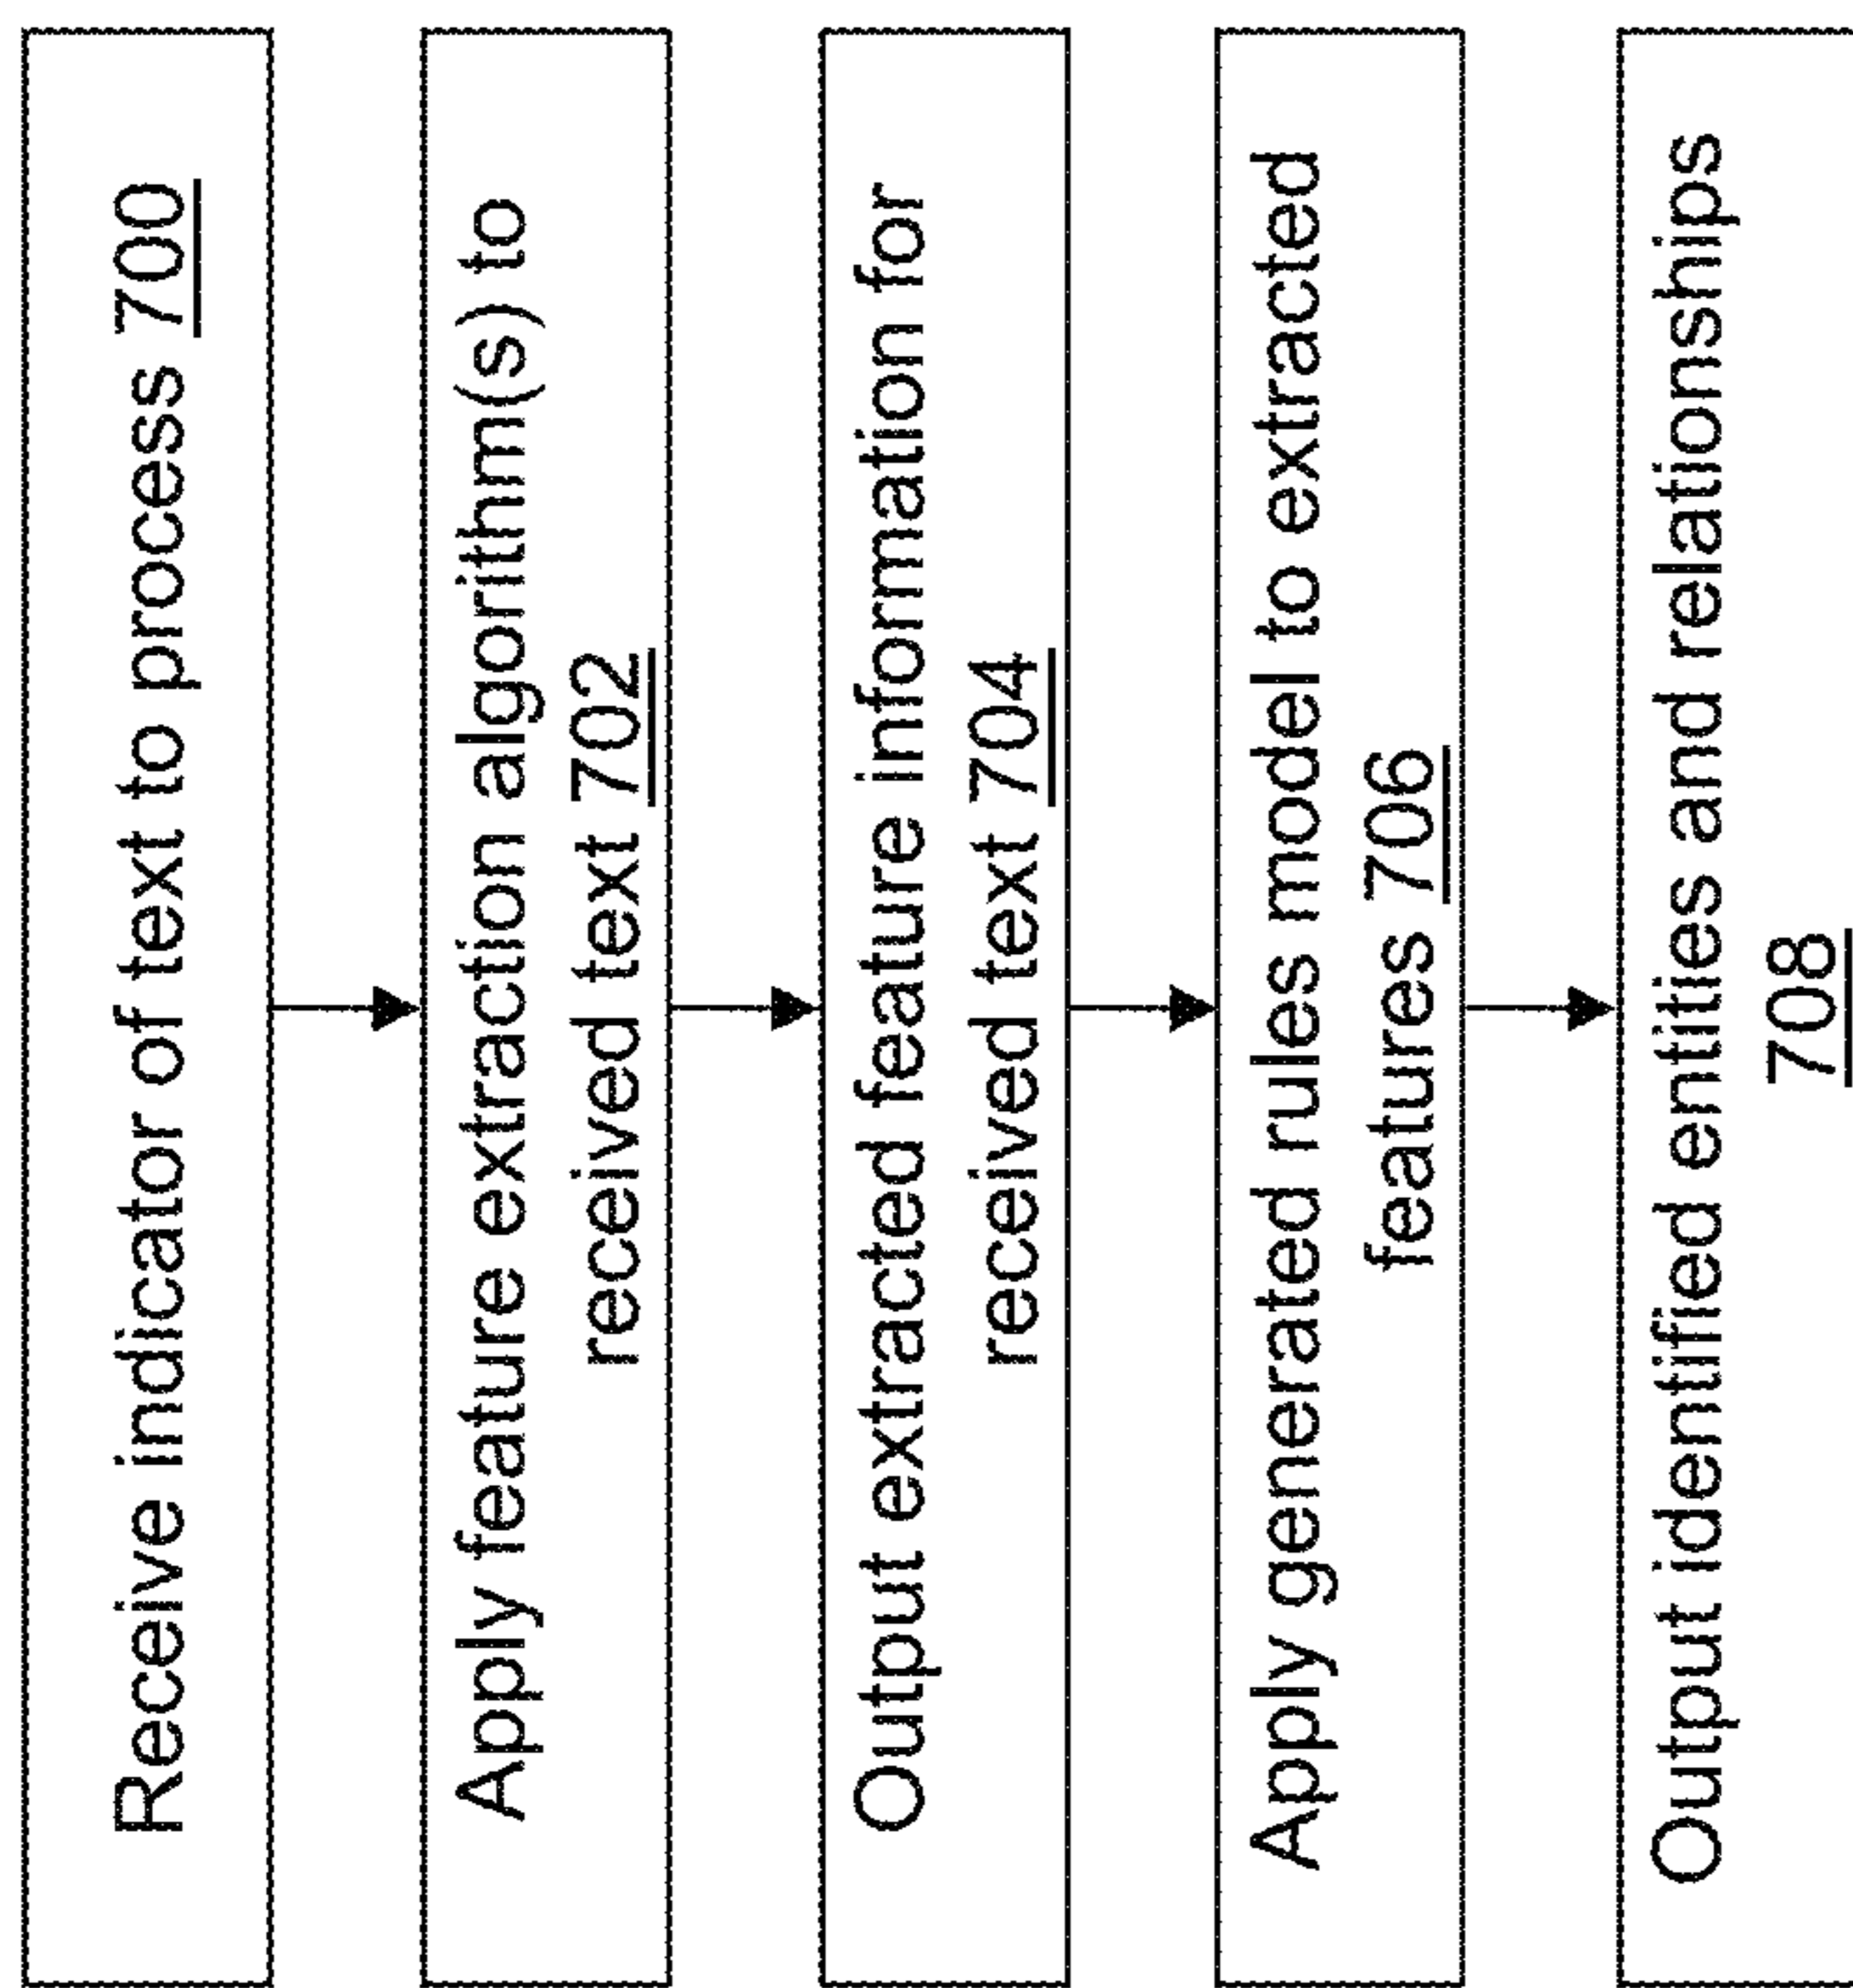 Receive indicator of text to process 700
Apply feature extraction algorithm(s) to
received text 702
Output extracted feature information for
received text 704
Apply generated rules model to extracted
features 706
Output identified entities and relationships
708